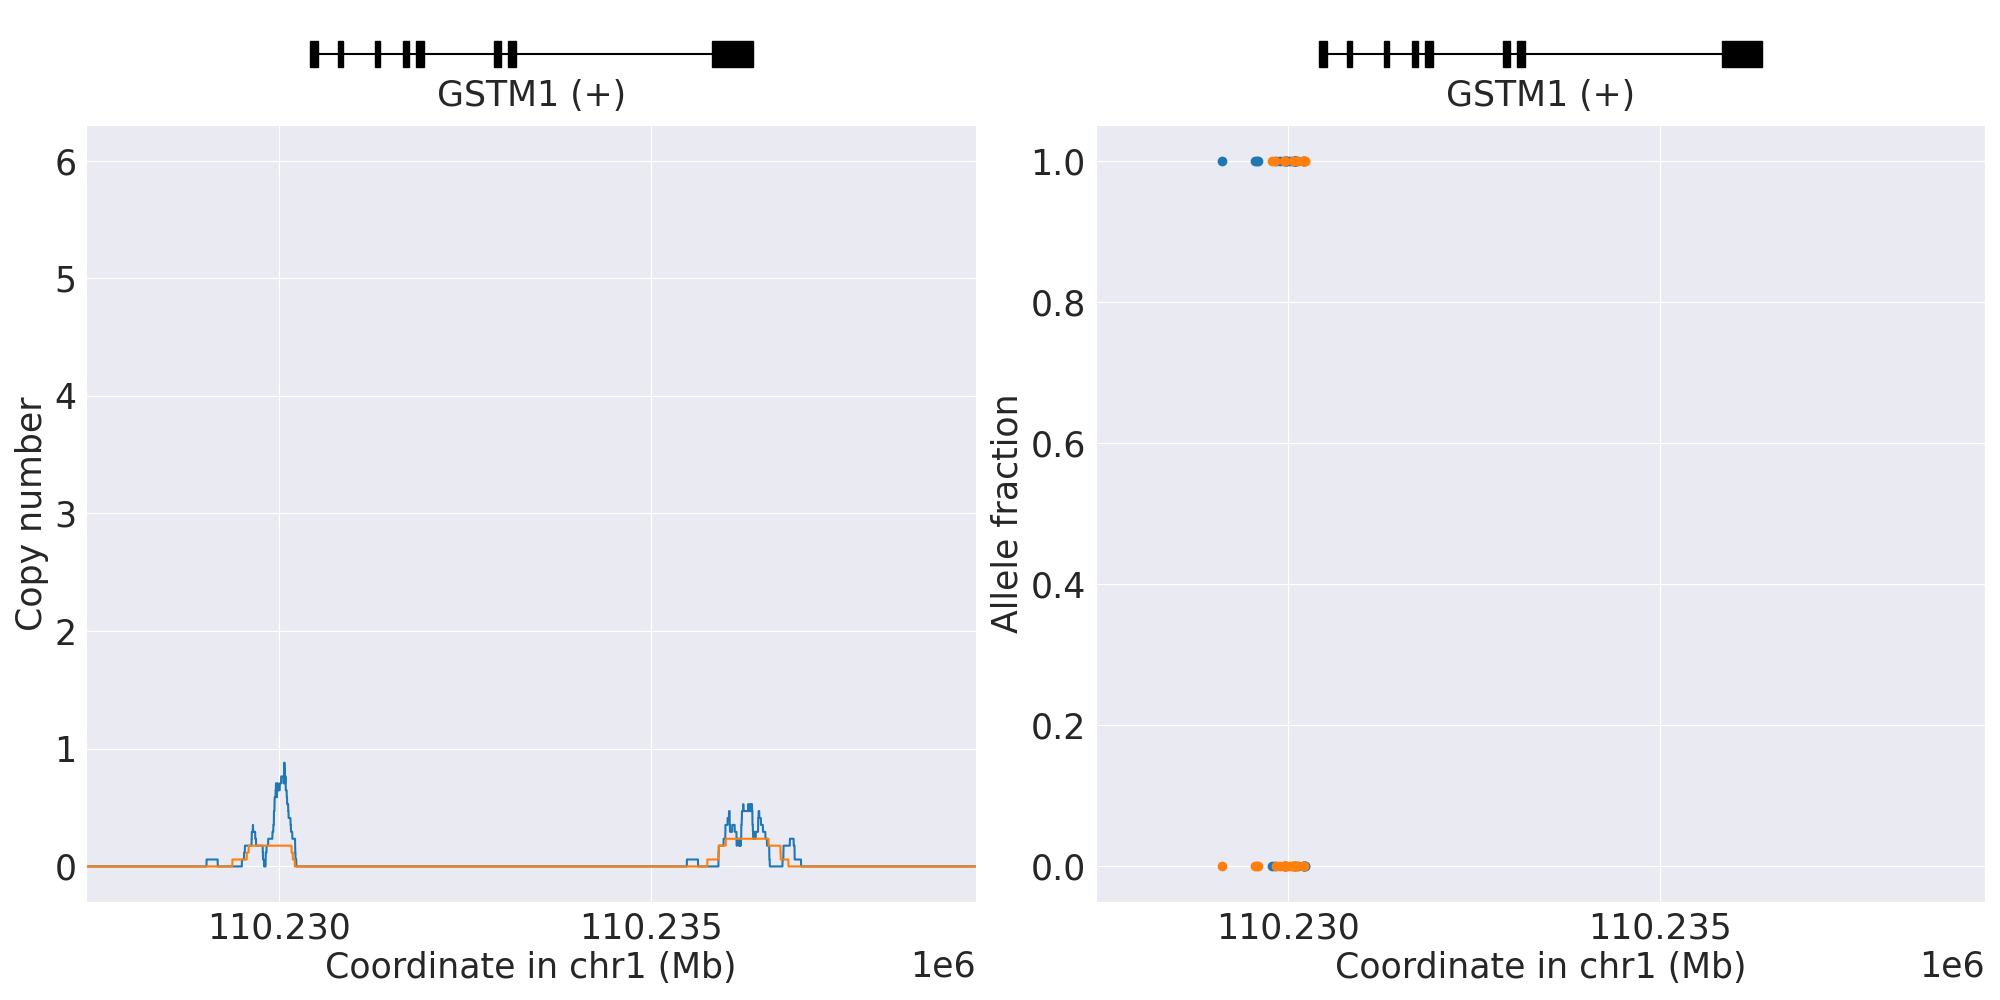 GSTM1 (+)
6
5
4
3
2
1
0
Copy number
110.230
110.235
Coordinate in chr1 (Mb)
1e6
GSTM1 (+)
1.0
0.8
0.6
0.4
0.2
0.0
Allele fraction
110.230
110.235
Coordinate in chr1 (Mb)
1e6